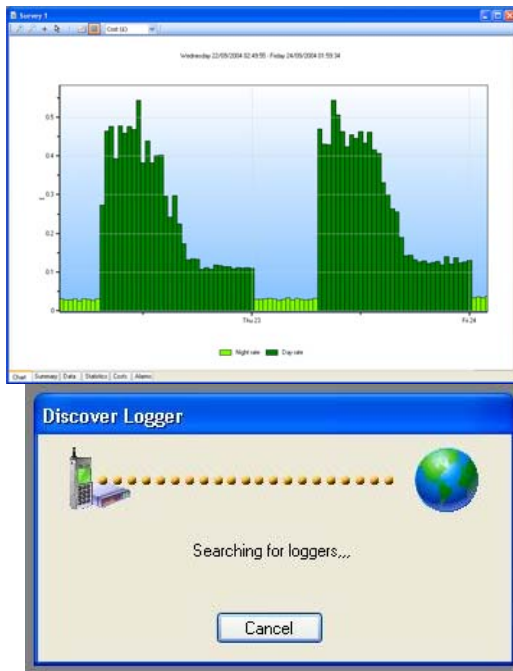 Survey 1
Wednesday 22/09/2004 02:49:55 - Friday 24/09/2004 01:59:34
0.5
0.4
0.3
0.2
0.1
0
Thu 23
Fri 24
Night rate
Day rate
Chart
Summary
Data
Statistics
Costs
Alarms
Discover Logger
Searching for loggers,,,
Cancel